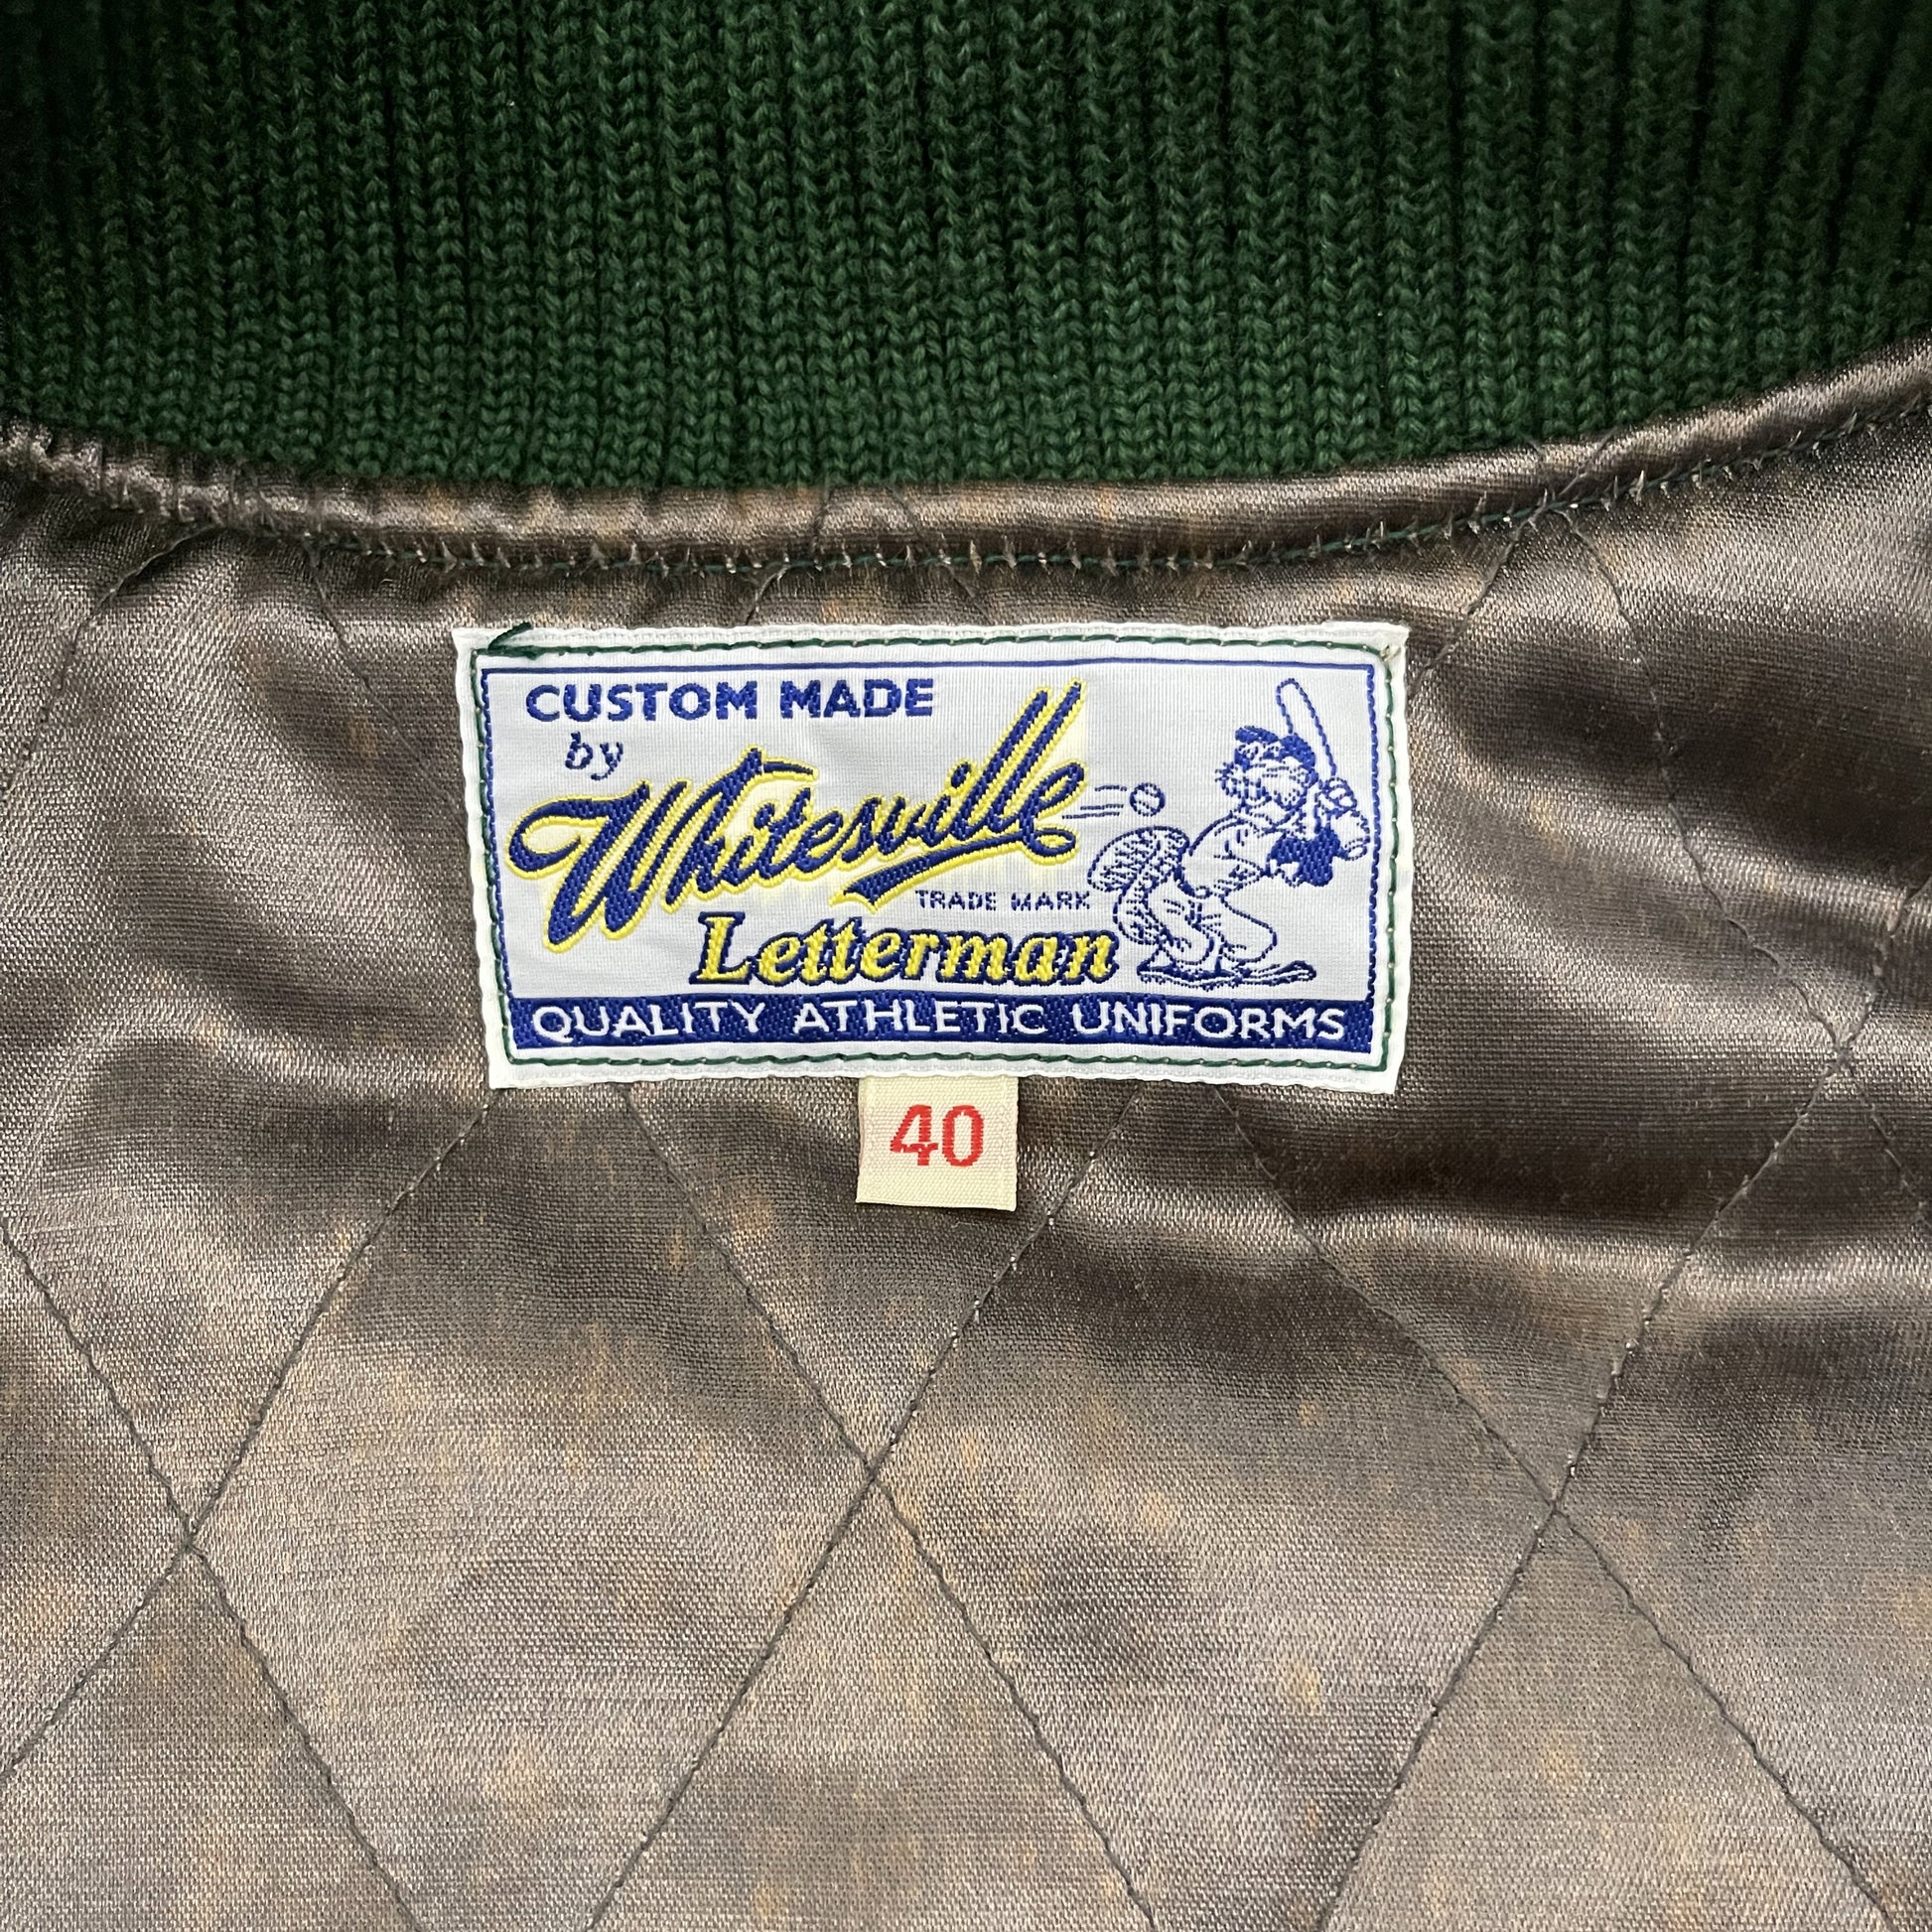 CUSTOM MADE
by
Whitesville
TRADE MARK
Letterman
QUALITY ATHLETIC UNIFORMS
40